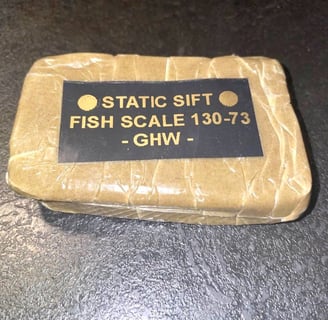 STATIC SIFT
FISH SCALE 130-73
- GHW -